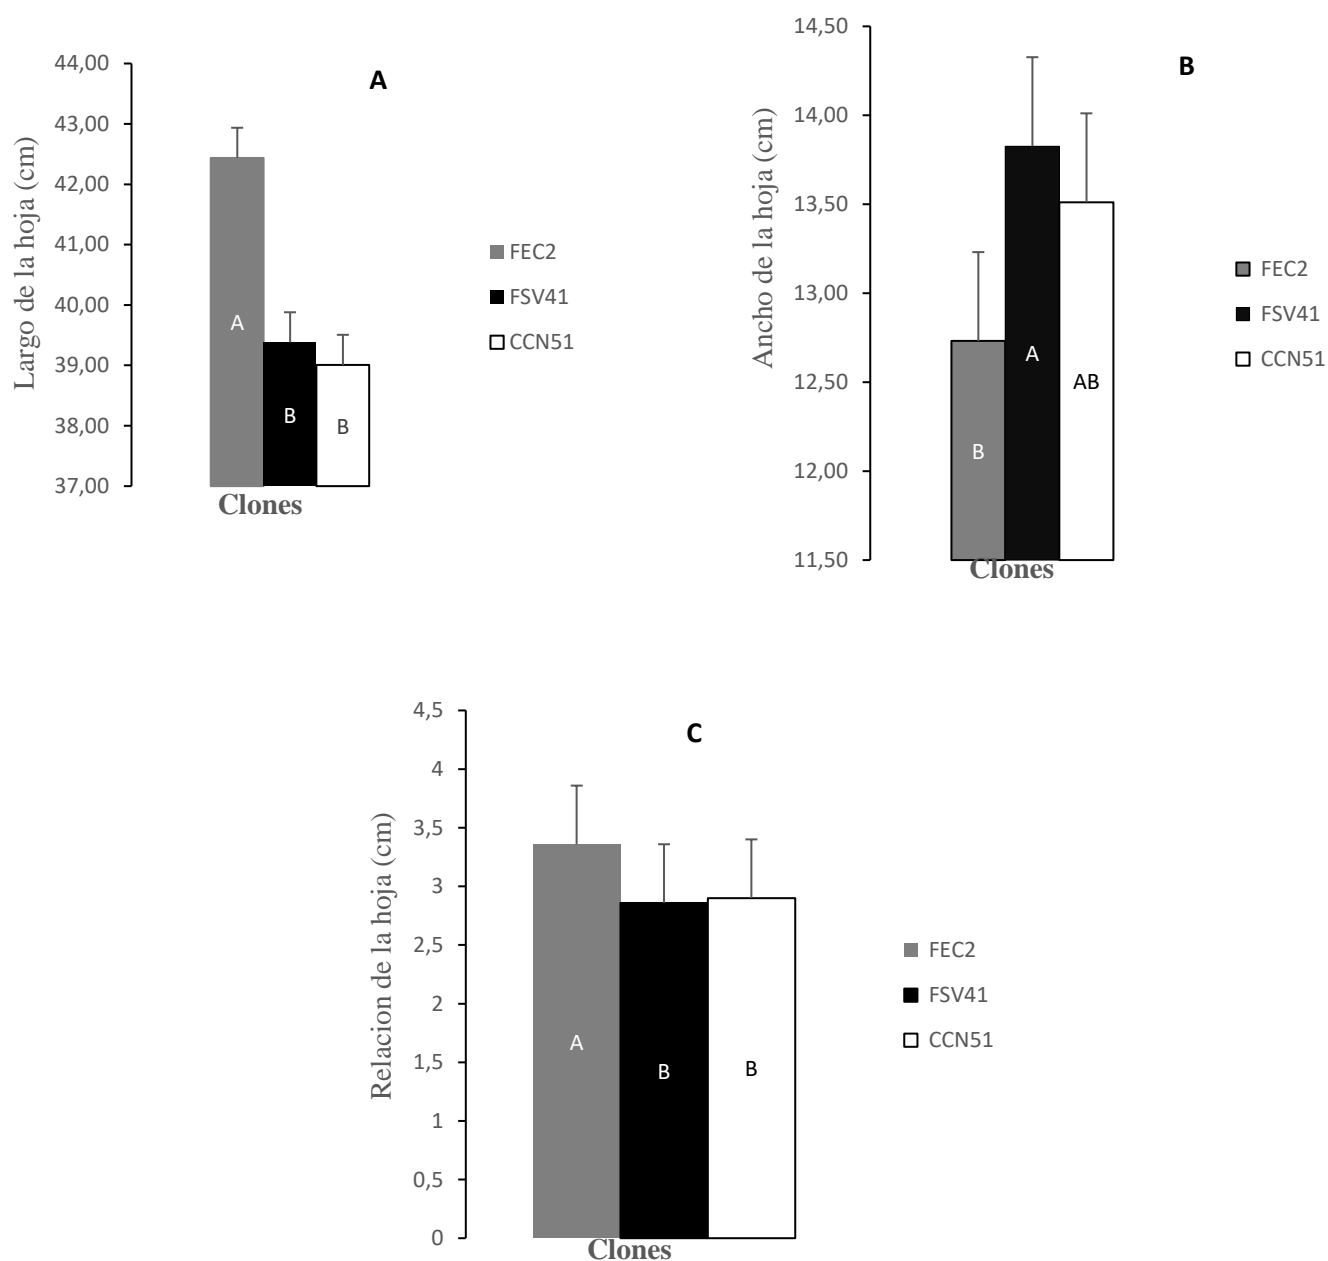 A
44,00
43,00
42,00
41,00
40,00
39,00
38,00
37,00
Largo de la hoja (cm)
A
B
B
Clones
FEC2
FSV41
CCN51
B
14,50
14,00
13,50
13,00
12,50
12,00
11,50
Ancho de la hoja (cm)
B
A
AB
Clones
FEC2
FSV41
CCN51
C
4,5
4
3,5
3
2,5
2
1,5
1
0,5
0
Relacion de la hoja (cm)
A
B
B
Clones
FEC2
FSV41
CCN51